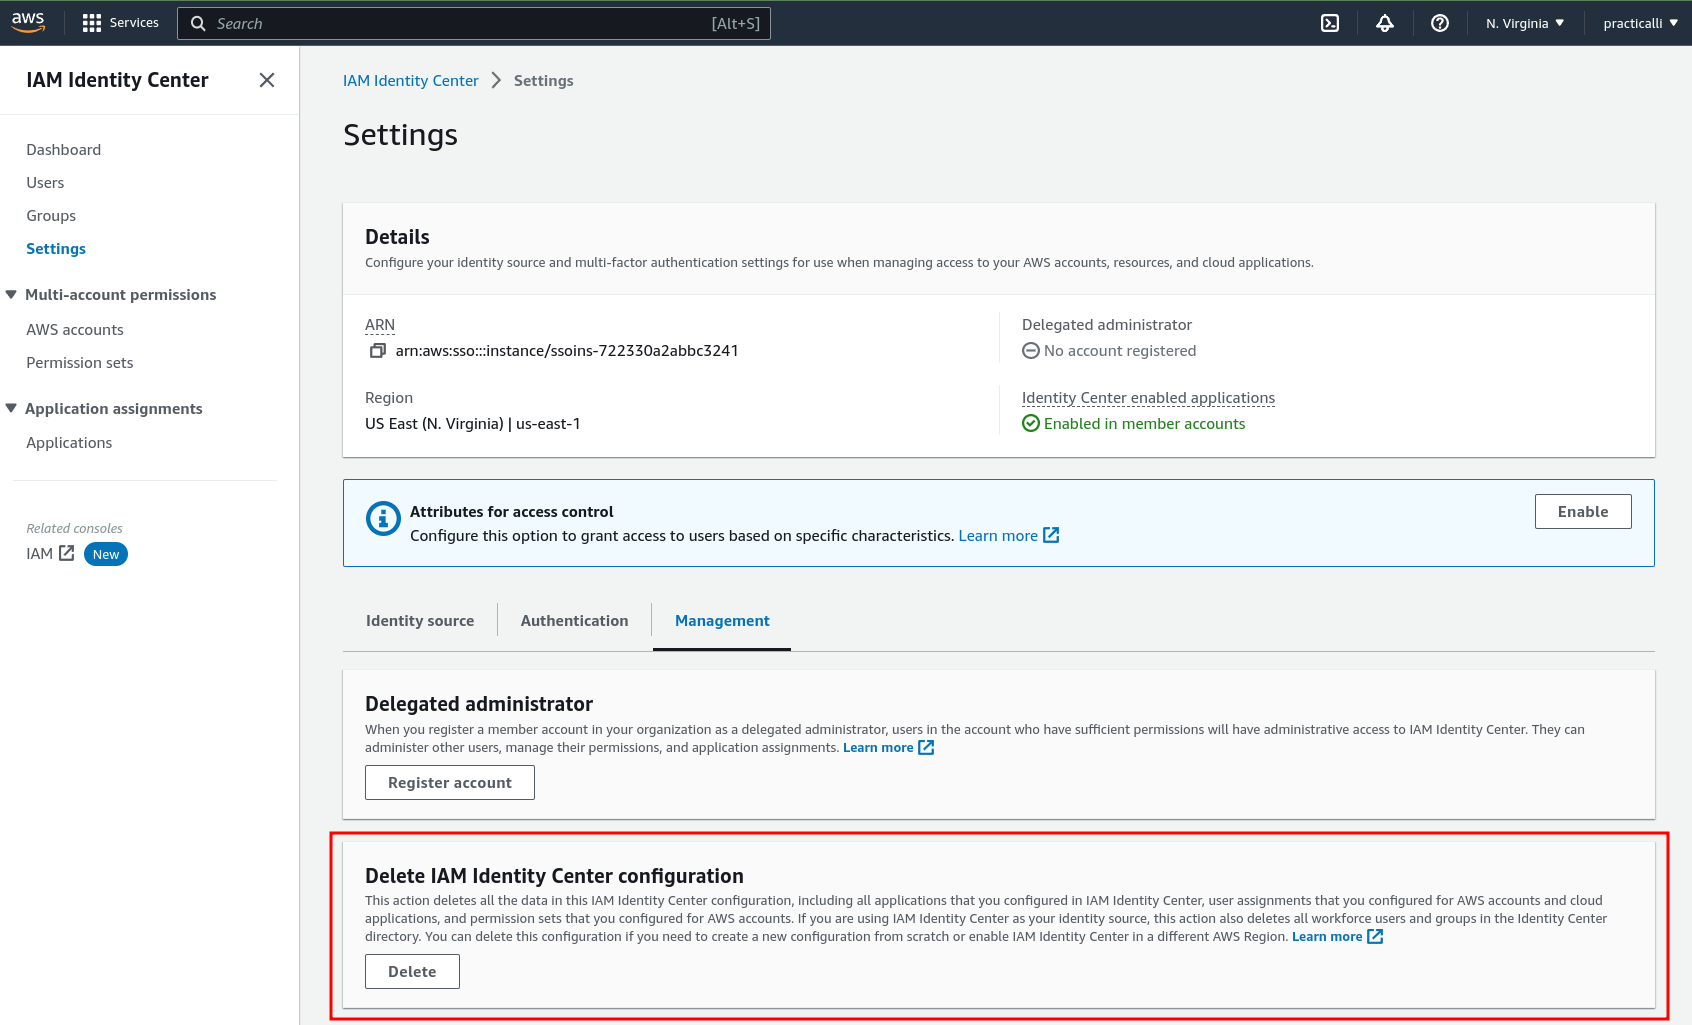 aws
Services
Search
[Alt+S]
N. Virginia
practicalli
IAM Identity Center
Dashboard
Users
Groups
Settings
Multi-account permissions
AWS accounts
Permission sets
Application assignments
Applications
Related consoles
IAM
New
IAM Identity Center
Settings
Settings
Details
Configure your identity source and multi-factor authentication settings for use when managing access to your AWS accounts, resources, and cloud applications.
ARN
arn:aws:sso:::instance/ssoins-722330a2abbc3241
Delegated administrator
No account registered
Region
US East (N. Virginia) | us-east-1
Identity Center enabled applications
Enabled in member accounts
Attributes for access control
Configure this option to grant access to users based on specific characteristics. Learn more
Enable
Identity source
Authentication
Management
Delegated administrator
When you register a member account in your organization as a delegated administrator, users in the account who have sufficient permissions will have administrative access to IAM Identity Center. They can
administer other users, manage their permissions, and application assignments. Learn more
Register account
Delete IAM Identity Center configuration
This action deletes all the data in this IAM Identity Center configuration, including all applications that you configured in IAM Identity Center, user assignments that you configured for AWS accounts and cloud
applications, and permission sets that you configured for AWS accounts. If you are using IAM Identity Center as your identity source, this action also deletes all workforce users and groups in the Identity Center
directory. You can delete this configuration if you need to create a new configuration from scratch or enable IAM Identity Center in a different AWS Region. Learn more
Delete